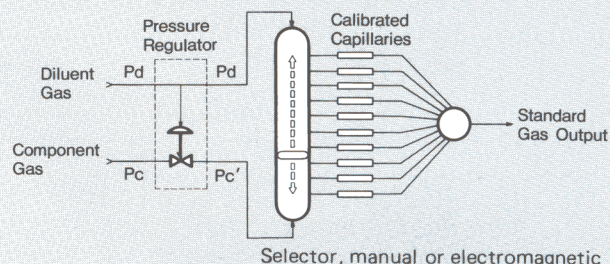 Pressure
Regulator
Calibrated
Capillaries
Diluent
Gas
Pd
Pd
Component
Gas
Pc
Pc'
Standard
Gas Output
Selector, manual or electromagnetic